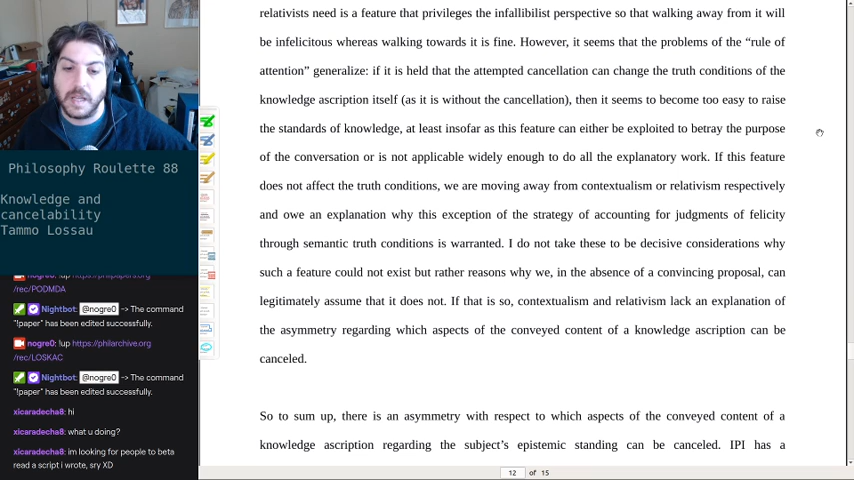 relativists need is a feature that privileges the infallibilist perspective so that walking away from it will
be infelicitous whereas walking towards it is fine. However, it seems that the problems of the “rule of
attention” generalize: if it is held that the attempted cancellation can change the truth conditions of the
knowledge ascription itself (as it is without the cancellation), then it seems to become too easy to raise
the standards of knowledge, at least insofar as this feature can either be exploited to betray the purpose
of the conversation or is not applicable widely enough to do all the explanatory work. If this feature
does not affect the truth conditions, we are moving away from contextualism or relativism respectively
and owe an explanation why this exception of the strategy of accounting for judgments of felicity
through semantic truth conditions is warranted. I do not take these to be decisive considerations why
such a feature could not exist but rather reasons why we, in the absence of a convincing proposal, can
legitimately assume that it does not. If that is so, contextualism and relativism lack an explanation of
the asymmetry regarding which aspects of the conveyed content of a knowledge ascription can be
canceled.
So to sum up, there is an asymmetry with respect to which aspects of the conveyed content of a
knowledge ascription regarding the subject’s epistemic standing can be canceled. IPI has a
12 of 15
Philosophy Roulette 88
Knowledge and
cancelability
Tammo Lossau
nogre0: !up https://philpapers.org
/rec/PODMDA
Nightbot: @nogre0 -> The command
"!paper" has been edited successfully.
nogre0: !up https://philarchive.org
/rec/LOSKAC
Nightbot: @nogre0 -> The command
"!paper" has been edited successfully.
xicaradecha8: hi
xicaradecha8: what u doing?
xicaradecha8: im looking for people to beta
read a script i wrote, sry XD